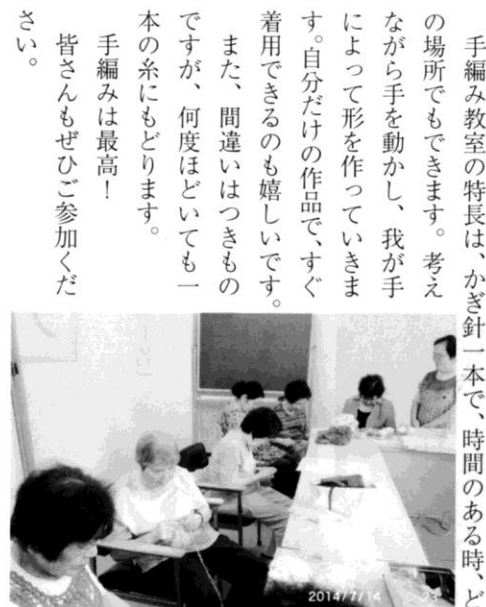 手編み教室の特長は、かぎ針一本で、時間のある時、ど
の場所でもできます。考え
ながら手を動かし、我が手
によって形を作っていきま
す。自分だけの作品で、すぐ
着用できるのも嬉しいです。
また、間違いはつきもの
ですが、何度ほどいても一
本の糸にもどります。
手編みは最高！
皆さんもぜひご参加くだ
さい。
2014/7/14